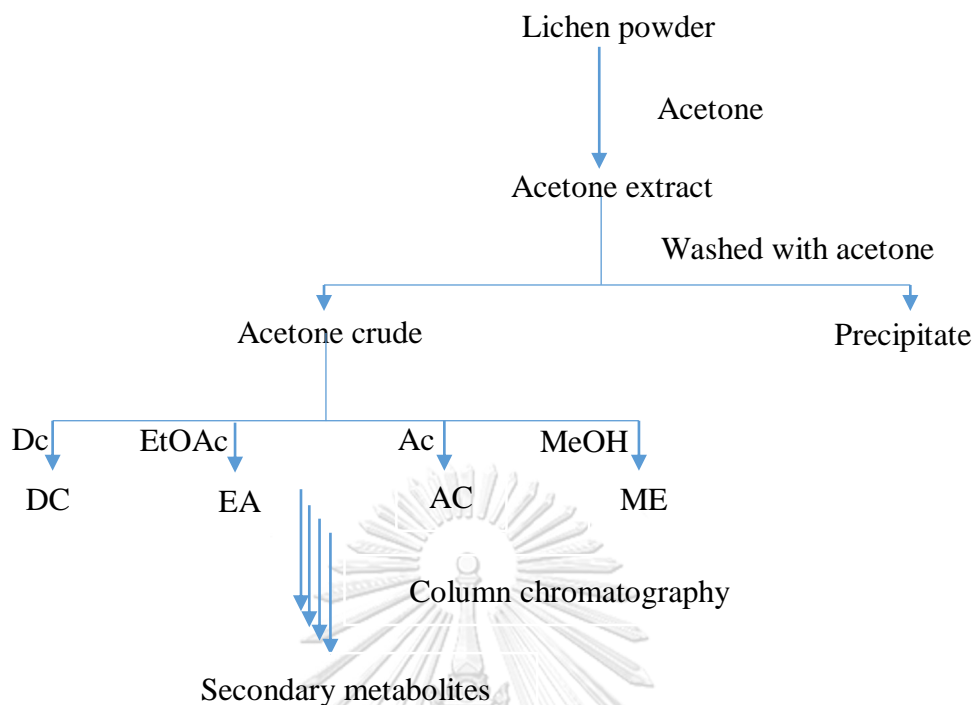 Lichen powder
Acetone
Acetone extract
Washed with acetone
Acetone crude
Precipitate
Dc
EtOAc
Ac
MeOH
DC
EA
AC
ME
Column chromatography
Secondary metabolites